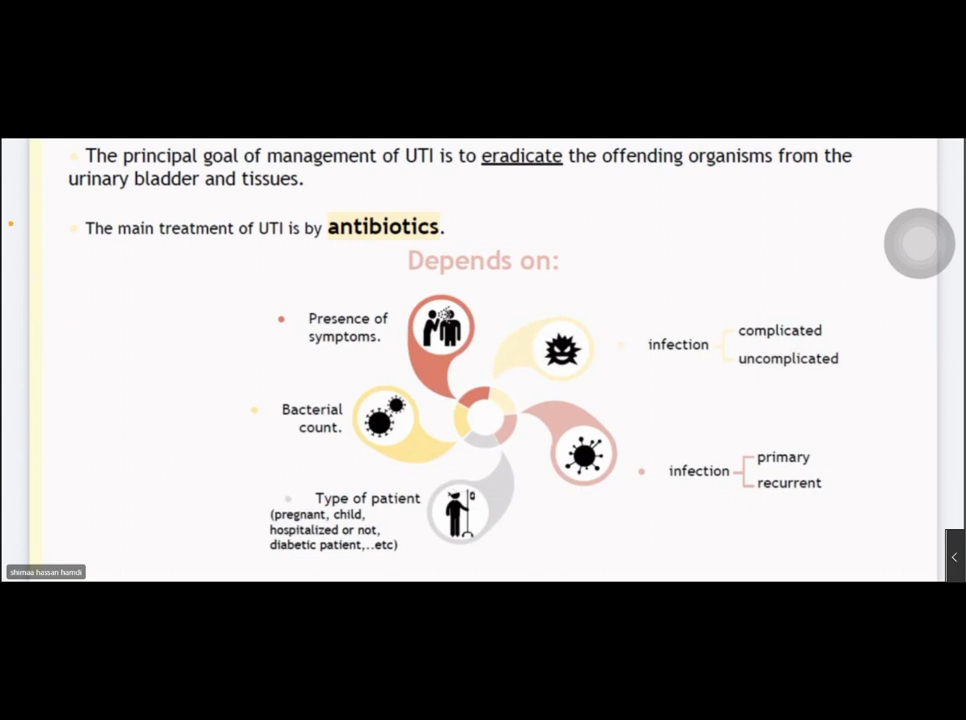 The principal goal of management of UTI is to eradicate the offending organisms from the
urinary bladder and tissues.
The main treatment of UTI is by antibiotics.
Depends on:
Presence of
symptoms.
infection
complicated
uncomplicated
Bacterial
count.
infection
primary
recurrent
Type of patient
(pregnant, child,
hospitalized or not,
diabetic patient,..etc)
shimaa hassan hamdi